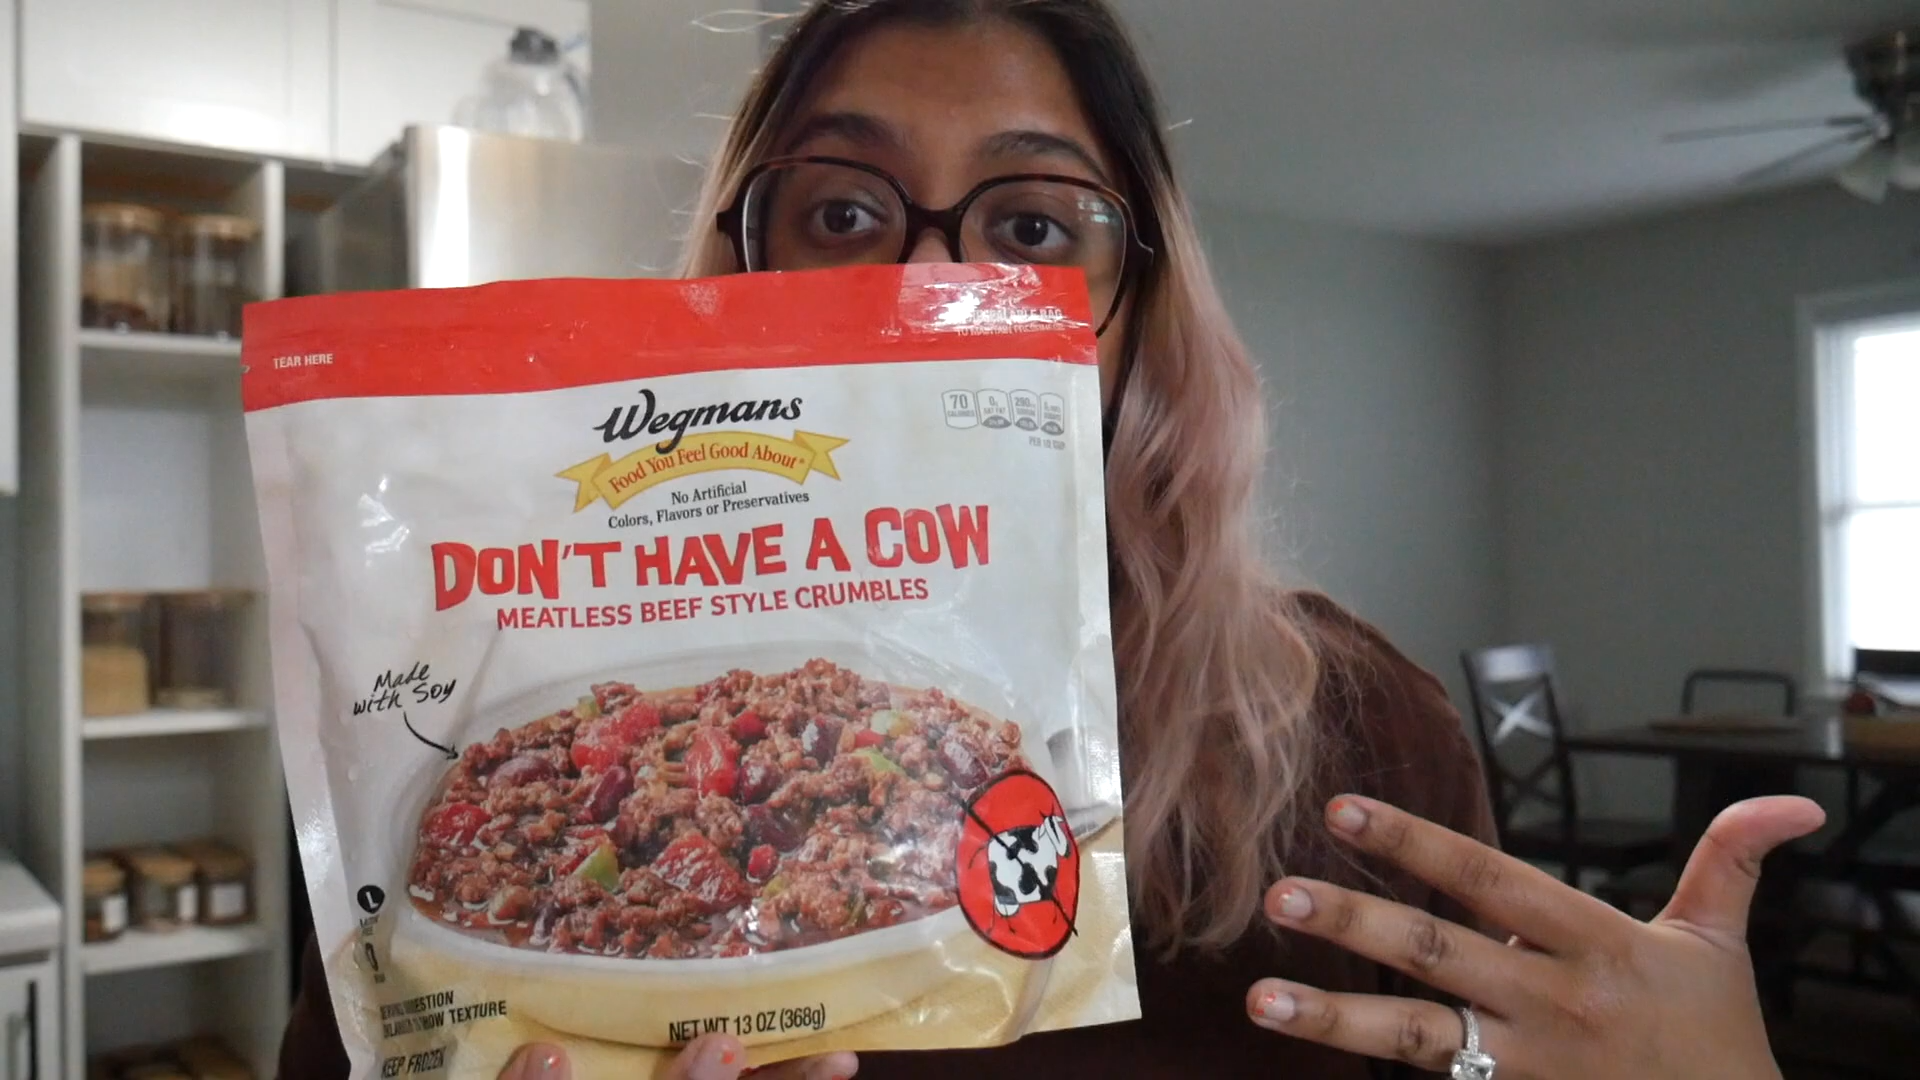 TEAR HERE
Wegmans
Food You Feel Good About
No Artificial
Colors, Flavors or Preservatives
70
CALORIES
DON'T HAVE A COW
MEATLESS BEEF STYLE CRUMBLES
Made
with Soy
L
TEXTURE
NET WT 13 OZ (368g)
KEEP FROZEN